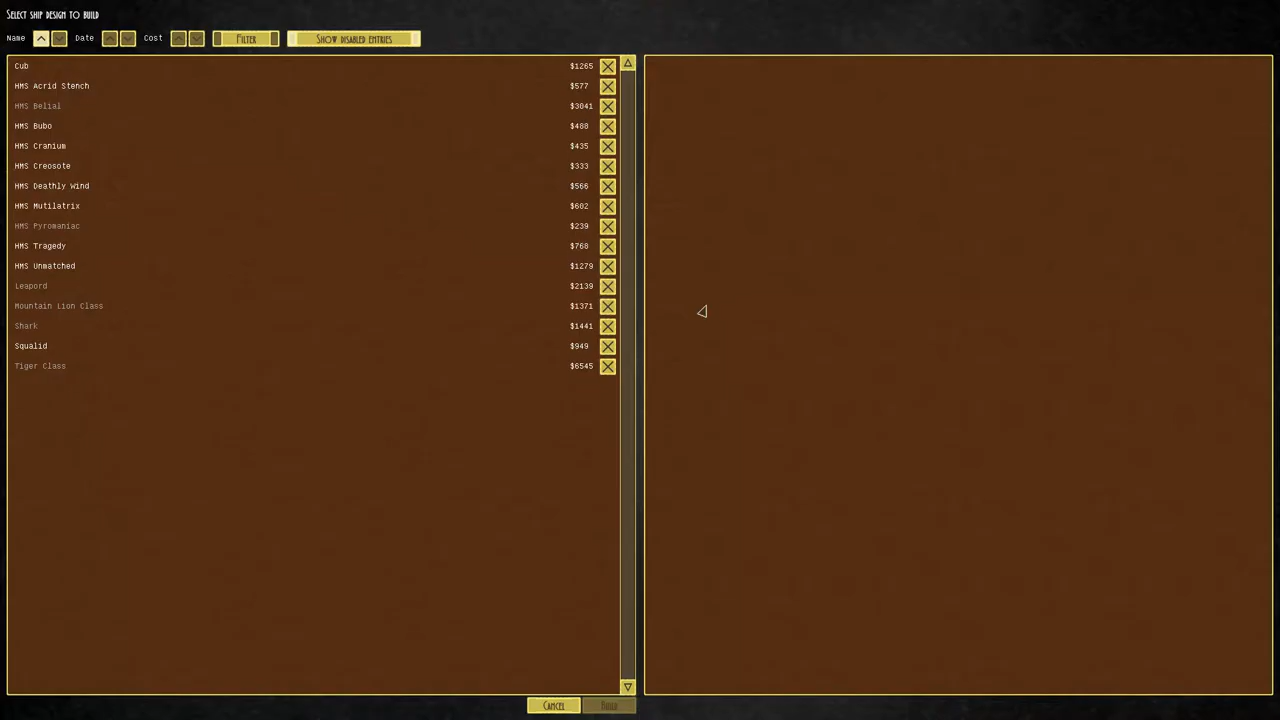 Select ship design to build
Name Date Cost Filter Show disabled entries
Cub $1265
HMS Acrid Stench $577
HMS Belial $3041
HMS Bubo $488
HMS Cranium $435
HMS Creosote $333
HMS Deathly Wind $566
HMS Mutilatrix $602
HMS Pyromaniac $239
HMS Tragedy $768
HMS Unmatched $1279
Leapord $2139
Mountain Lion Class $1371
Shark $1441
Squalid $949
Tiger Class $6545
Cancel Build